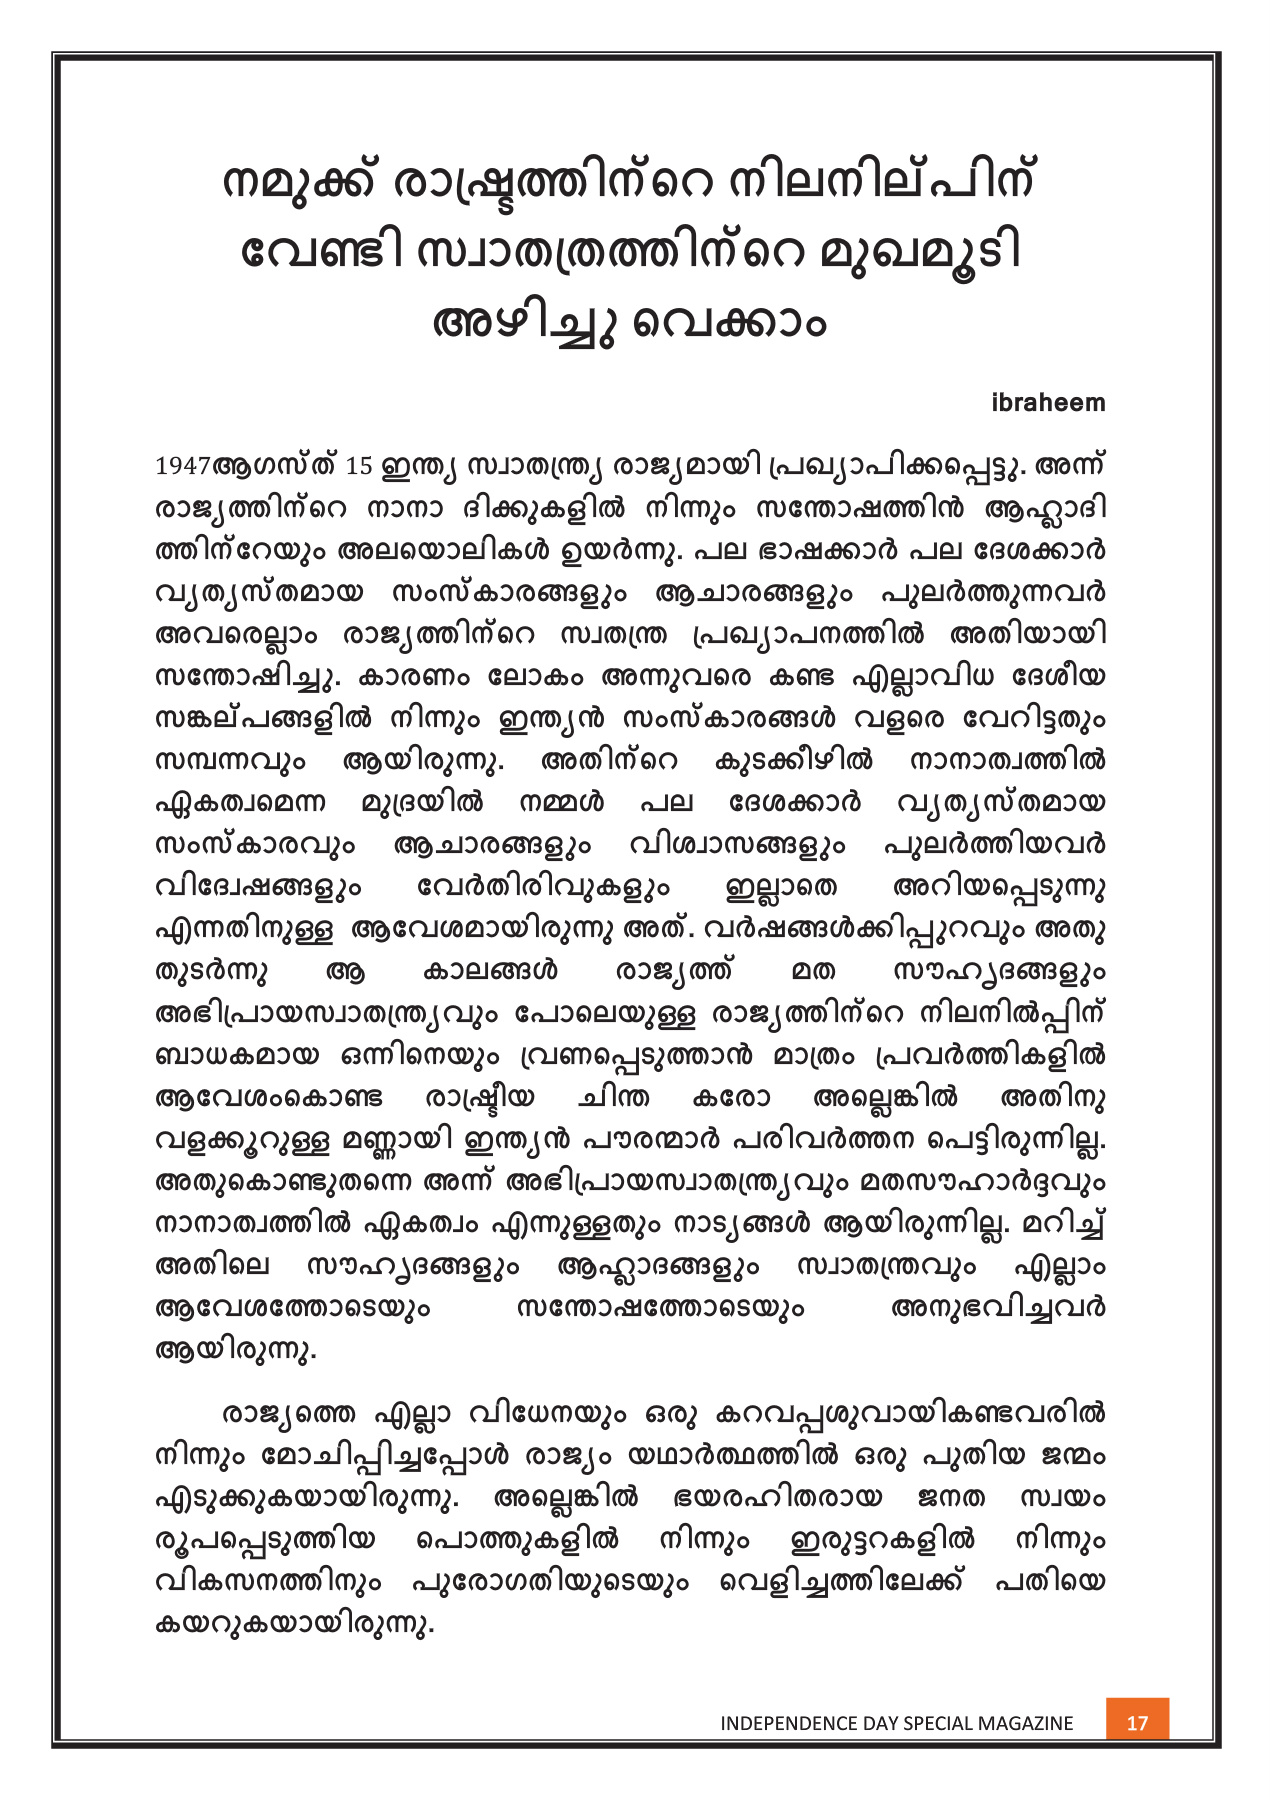 നമുക്ക് രാഷ്ട്രത്തിന്റെ നിലനില്പിന്
വേണ്ടി സ്വാതത്രത്തിന്റെ മുഖമൂടി
അഴിച്ചു വെക്കാം
ibraheem
1947ആഗസ്ത് 15 ഇന്ത്യ സ്വാതന്ത്ര്യ രാജ്യമായി പ്രഖ്യാപിക്കപ്പെട്ടു. അന്ന്
രാജ്യത്തിന്റെ നാനാ ദിക്കുകളിൽ നിന്നും സന്തോഷത്തിൻ ആഹ്ലാദി
ത്തിന്റേയും അലയൊലികൾ ഉയർന്നു. പല ഭാഷക്കാർ പല ദേശക്കാർ
വ്യത്യസ്തമായ സംസ്കാരങ്ങളും ആചാരങ്ങളും പുലർത്തുന്നവർ
അവരെല്ലാം രാജ്യത്തിന്റെ സ്വതന്ത്ര പ്രഖ്യാപനത്തിൽ അതിയായി
സന്തോഷിച്ചു. കാരണം ലോകം അന്നുവരെ കണ്ട എല്ലാവിധ ദേശീയ
സങ്കല്പങ്ങളിൽ നിന്നും ഇന്ത്യൻ സംസ്കാരങ്ങൾ വളരെ വേറിട്ടതും
സമ്പന്നവും ആയിരുന്നു. അതിന്റെ കുടക്കീഴിൽ നാനാത്വത്തിൽ
ഏകത്വമെന്ന മുദ്രയിൽ നമ്മൾ പല ദേശക്കാർ വ്യത്യസ്തമായ
സംസ്കാരവും ആചാരങ്ങളും വിശ്വാസങ്ങളും പുലർത്തിയവർ
വിദ്വേഷങ്ങളും വേർതിരിവുകളും ഇല്ലാതെ അറിയപ്പെടുന്നു
എന്നതിനുള്ള ആവേശമായിരുന്നു അത്. വർഷങ്ങൾക്കിപ്പുറവും അതു
തുടർന്നു ആ കാലങ്ങൾ രാജ്യത്ത് മത സൗഹൃദങ്ങളും
അഭിപ്രായസ്വാതന്ത്ര്യവും പോലെയുള്ള രാജ്യത്തിന്റെ നിലനിൽപ്പിന്
ബാധകമായ ഒന്നിനെയും വ്രണപ്പെടുത്താൻ മാത്രം പ്രവർത്തികളിൽ
ആവേശംകൊണ്ട രാഷ്ട്രീയ ചിന്ത കരോ അല്ലെങ്കിൽ അതിനു
വളക്കൂറുള്ള മണ്ണായി ഇന്ത്യൻ പൗരന്മാർ പരിവർത്തന പെട്ടിരുന്നില്ല.
അതുകൊണ്ടുതന്നെ അന്ന് അഭിപ്രായസ്വാതന്ത്ര്യവും മതസൗഹാർദ്ദവും
നാനാത്വത്തിൽ ഏകത്വം എന്നുള്ളതും നാട്യങ്ങൾ ആയിരുന്നില്ല. മറിച്ച്
അതിലെ സൗഹൃദങ്ങളും ആഹ്ലാദങ്ങളും സ്വാതന്ത്രവും എല്ലാം
ആവേശത്തോടെയും സന്തോഷത്തോടെയും അനുഭവിച്ചവർ
ആയിരുന്നു.
രാജ്യത്തെ എല്ലാ വിധേനയും ഒരു കറവപ്പശുവായികണ്ടവരിൽ
നിന്നും മോചിപ്പിച്ചപ്പോൾ രാജ്യം യഥാർത്ഥത്തിൽ ഒരു പുതിയ ജന്മം
എടുക്കുകയായിരുന്നു. അല്ലെങ്കിൽ ഭയരഹിതരായ ജനത സ്വയം
രൂപപ്പെടുത്തിയ പൊത്തുകളിൽ നിന്നും ഇരുട്ടറകളിൽ നിന്നും
വികസനത്തിനും പുരോഗതിയുടെയും വെളിച്ചത്തിലേക്ക് പതിയെ
കയറുകയായിരുന്നു.
INDEPENDENCE DAY SPECIAL MAGAZINE 17